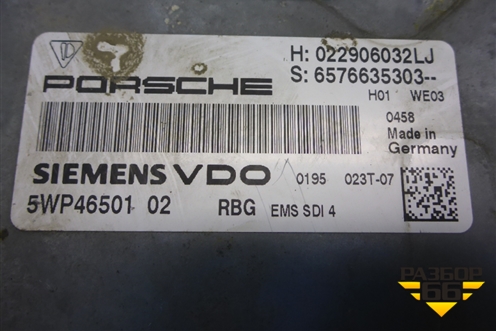 PORSCHE
H: 022906032LJ
S: 6576635303--
H01 WE03
0458
Made in
Germany
SIEMENS VDO 0195 023T-07
5WP46501 02 RBG EMS SDI 4
РАЗБОР
66